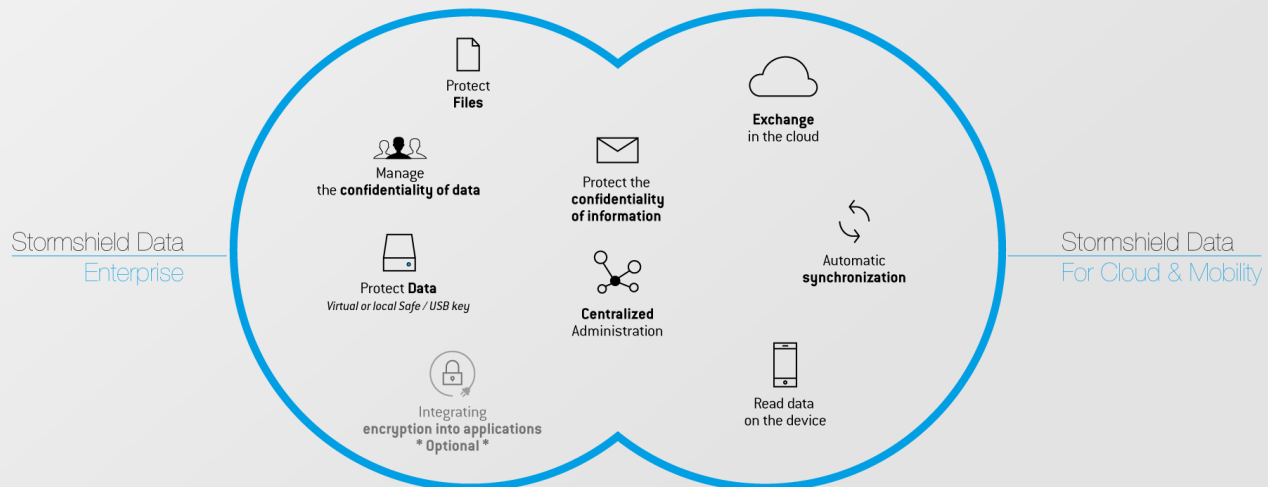 Stormshield Data
Enterprise
Protect
Files
Manage
the confidentiality of data
Protect Data
Virtual or local Safe / USB key
Integrating
encryption into applications
* Optional *
Protect the
confidentiality
of information
Centralized
Administration
Exchange
in the cloud
Automatic
synchronization
Read data
on the device
Stormshield Data
For Cloud & Mobility